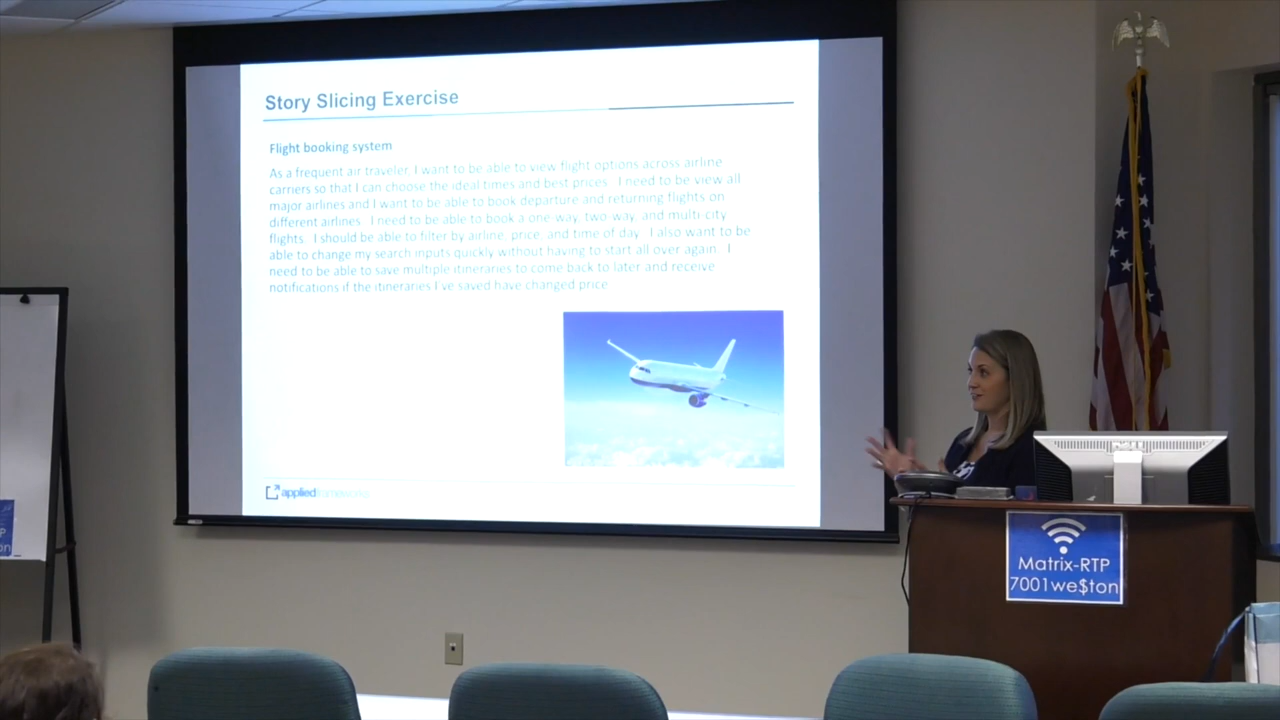 Story Slicing Exercise
Flight booking system
As a frequent air traveler, I want to be able to view flight options across airline
carriers so that I can choose the ideal times and best prices. I need to be view all
major airlines and I want to be able to book departure and returning flights on
different airlines. I need to be able to book a one-way, two-way, and multi-city
flights. I should be able to filter by airline, price, and time of day. I also want to be
able to change my search inputs quickly without having to start all over again. I
need to be able to save multiple itineraries to come back to later and receive
notifications if the itineraries I've saved have changed price.
appliedframeworks
Matrix-RTP
7001we$ton